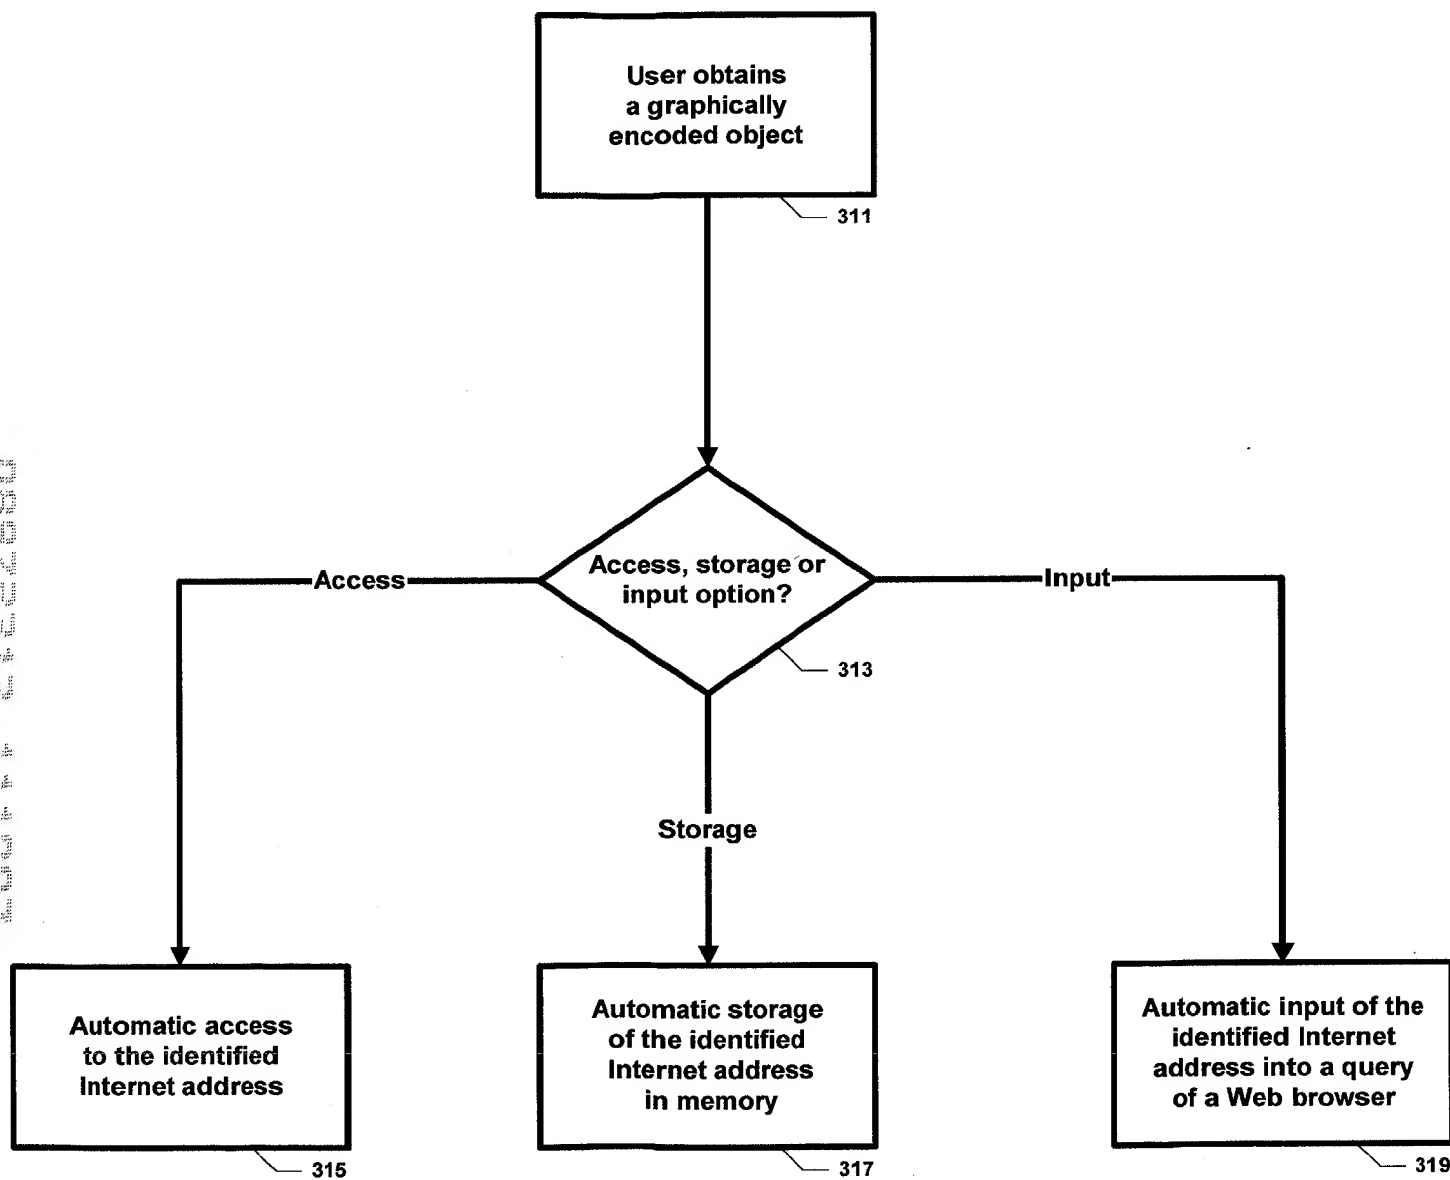 User obtains
a graphically
encoded object
311
Access, storage or
input option?
313
Access
Input
Storage
Automatic access
to the identified
Internet address
315
Automatic storage
of the identified
Internet address
in memory
317
Automatic input of the
identified Internet
address into a query
of a Web browser
319